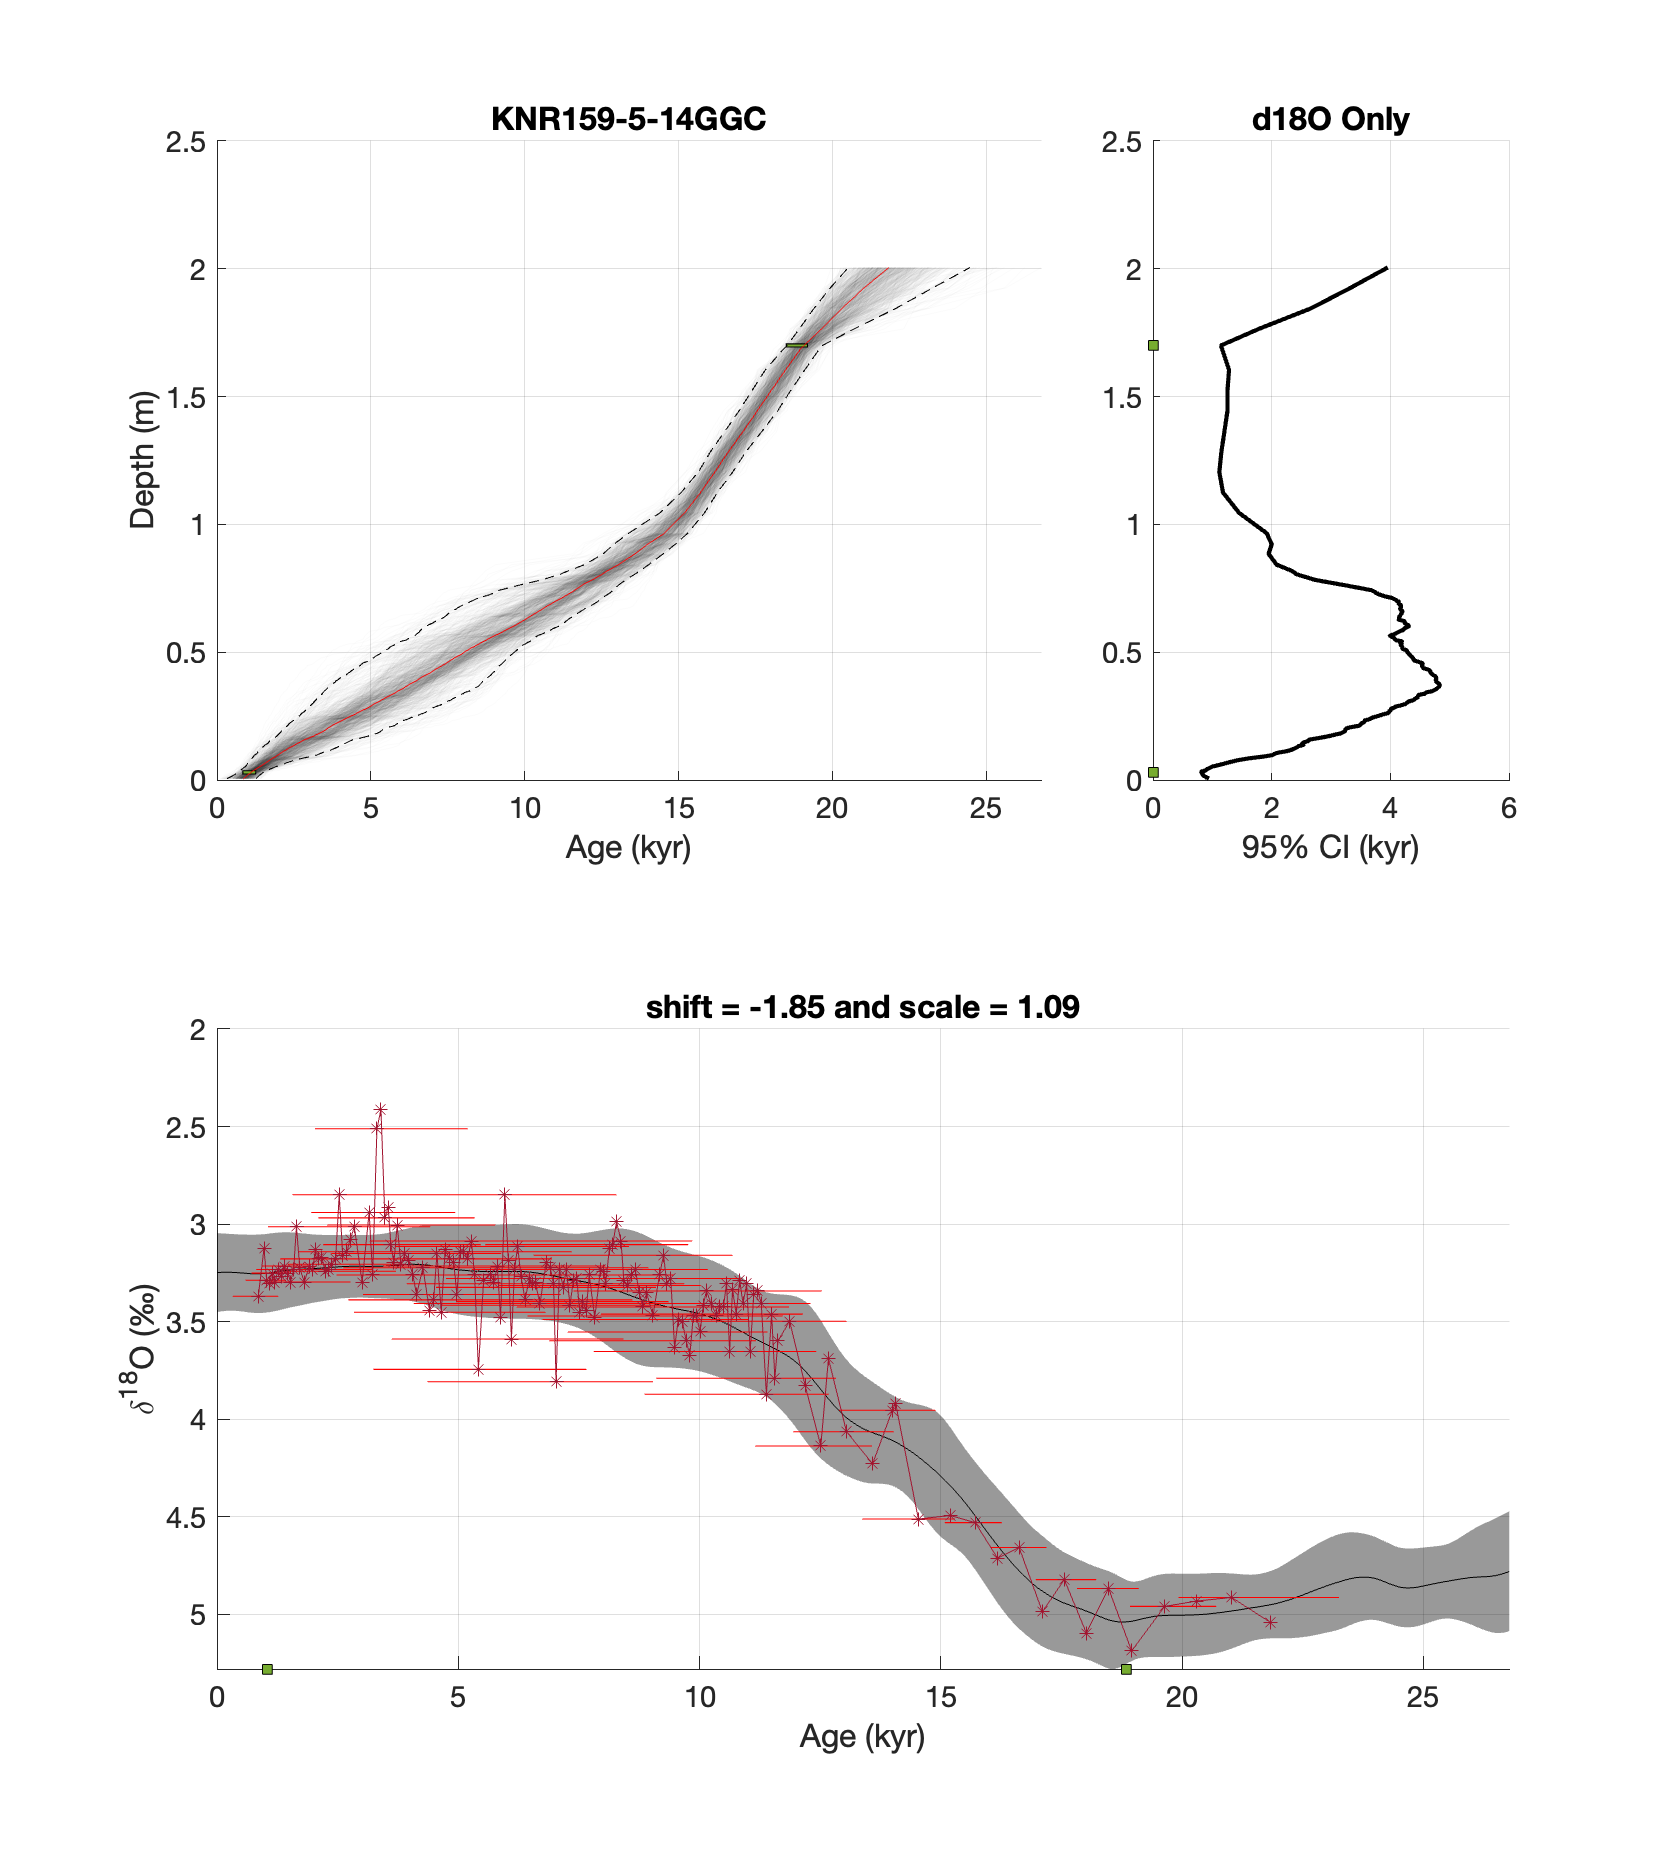 KNR159-5-14GGC
d18O Only
2.5
2
1.5
1
0.5
0
Depth (m)
0 5 10 15 20 25
Age (kyr)
2.5
2
1.5
1
0.5
0
0 2 4 6
95% CI (kyr)
shift = -1.85 and scale = 1.09
2
2.5
3
3.5
4
4.5
5
δ¹⁸O (‰)
0 5 10 15 20 25
Age (kyr)